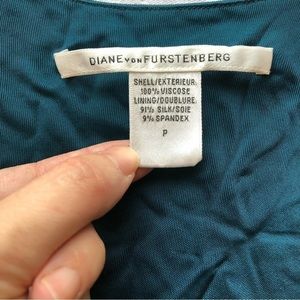 DIANE VON FURSTENBERG
SHELL/EXTERIEUR
100% VISCOSE
LINING/DOUBLURE
91% SILK/SOIE
9% SPANDEX
P